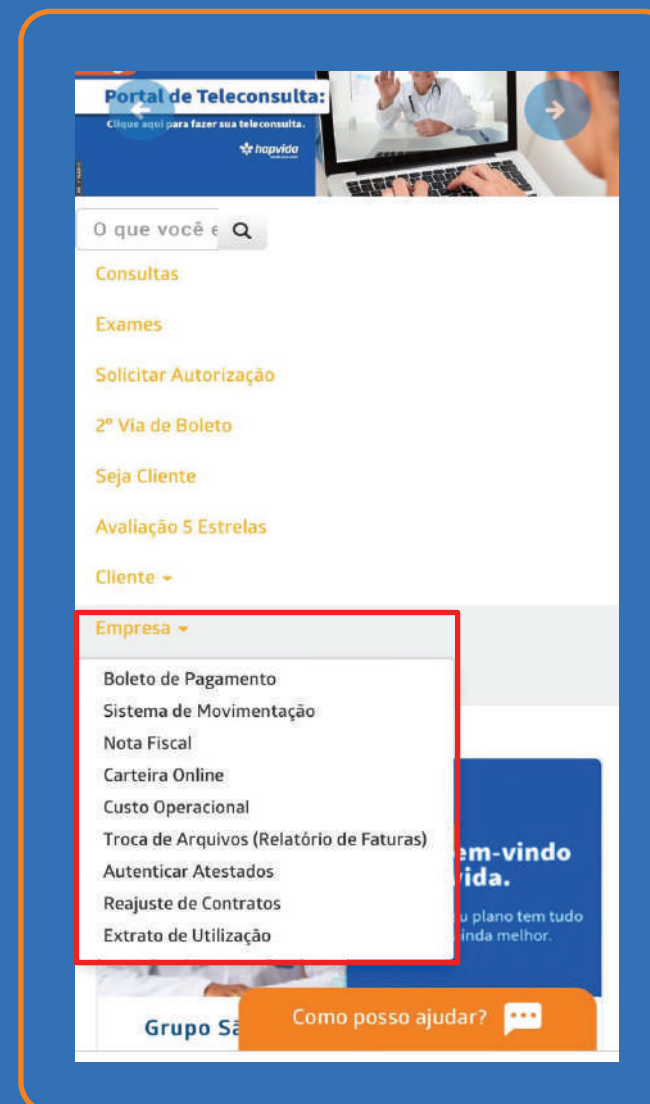 Portal de Teleconsulta:
Clique aqui para fazer sua teleconsulta.
hapvida
O que você e
Consultas
Exames
Solicitar Autorização
2º Via de Boleto
Seja Cliente
Avaliação 5 Estrelas
Cliente
Empresa
Boleto de Pagamento
Sistema de Movimentação
Nota Fiscal
Carteira Online
Custo Operacional
Troca de Arquivos (Relatório de Faturas)
Autenticar Atestados
Reajuste de Contratos
Extrato de Utilização
em-vindo
vida.
u plano tem tudo
inda melhor.
Grupo Sã
Como posso ajudar?